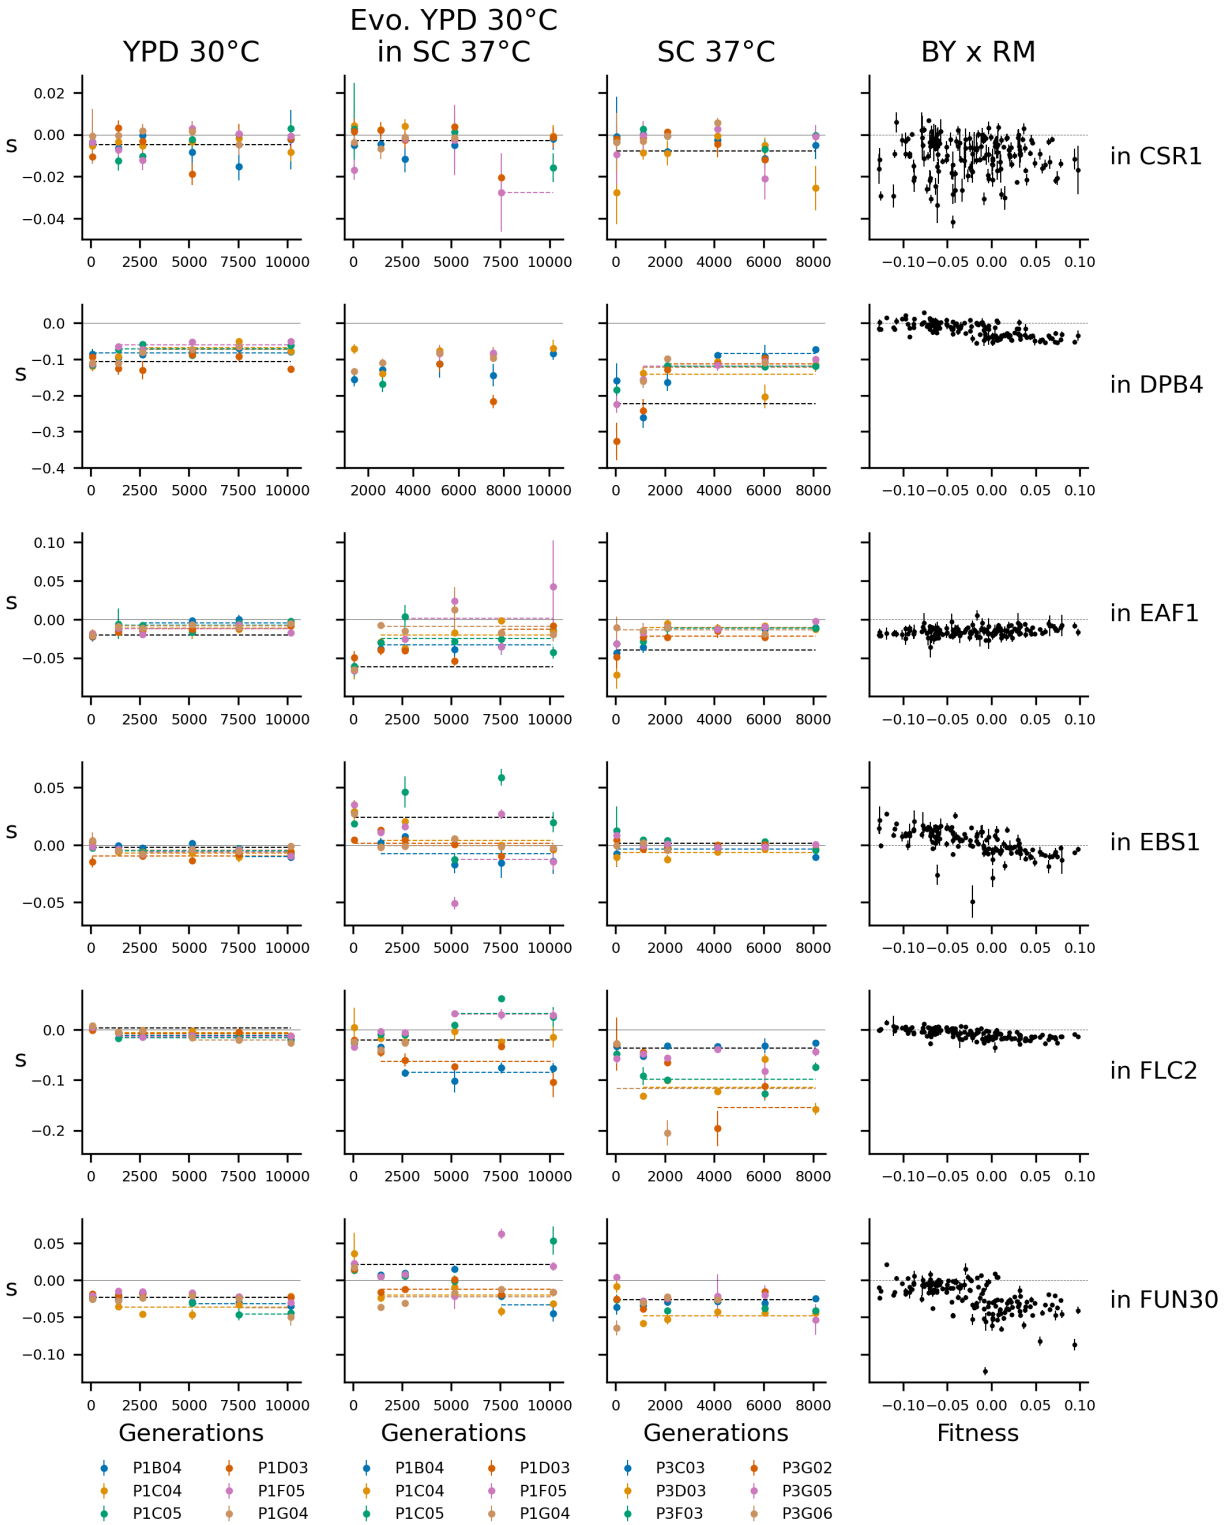 Evo. YPD 30°C
YPD 30°C in SC 37°C SC 37°C BY x RM
0.02
0.00
−0.02
−0.04
s
0 2500 5000 7500 10000 0 2500 5000 7500 10000 0 2000 4000 6000 8000 −0.10 −0.05 0.00 0.05 0.10
in CSR1
0.0
−0.1
−0.2
−0.3
−0.4
s
0 2500 5000 7500 10000 2000 4000 6000 8000 10000 0 2000 4000 6000 8000 −0.10 −0.05 0.00 0.05 0.10
in DPB4
0.10
0.05
0.00
−0.05
s
0 2500 5000 7500 10000 0 2500 5000 7500 10000 0 2000 4000 6000 8000 −0.10 −0.05 0.00 0.05 0.10
in EAF1
0.05
0.00
−0.05
s
0 2500 5000 7500 10000 0 2500 5000 7500 10000 0 2000 4000 6000 8000 −0.10 −0.05 0.00 0.05 0.10
in EBS1
0.0
−0.1
−0.2
s
0 2500 5000 7500 10000 0 2500 5000 7500 10000 0 2000 4000 6000 8000 −0.10 −0.05 0.00 0.05 0.10
in FLC2
0.05
0.00
−0.05
−0.10
s
0 2500 5000 7500 10000 0 2500 5000 7500 10000 0 2000 4000 6000 8000 −0.10 −0.05 0.00 0.05 0.10
in FUN30
Generations Generations Generations Fitness
P1B04 P1D03 P1B04 P1D03 P3C03 P3G02
P1C04 P1F05 P1C04 P1F05 P3D03 P3G05
P1C05 P1G04 P1C05 P1G04 P3F03 P3G06